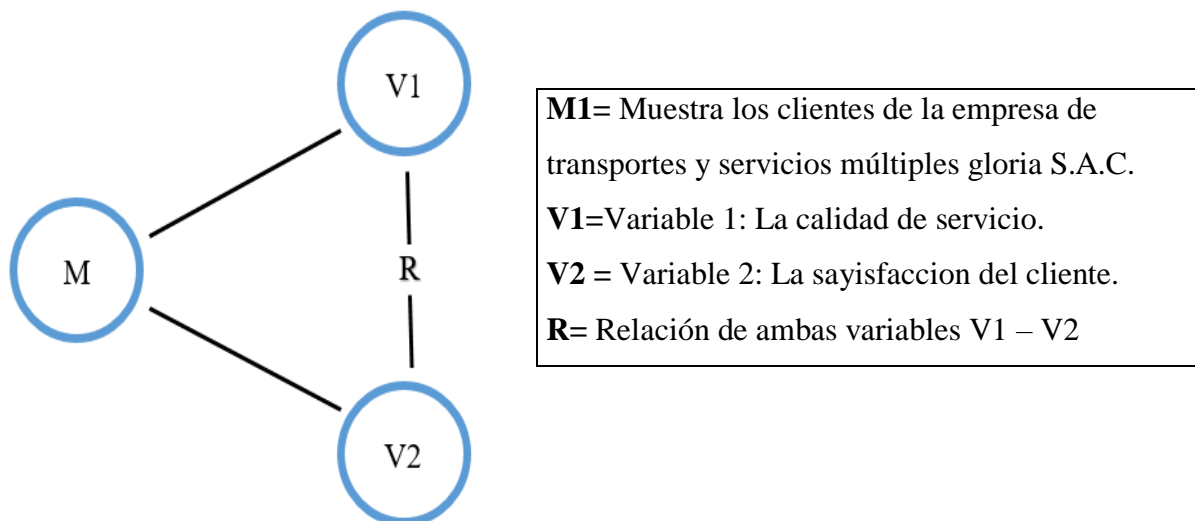 V1
M
R
V2
M1= Muestra los clientes de la empresa de
transportes y servicios múltiples gloria S.A.C.
V1=Variable 1: La calidad de servicio.
V2 = Variable 2: La sayisfaccion del cliente.
R= Relación de ambas variables V1 – V2